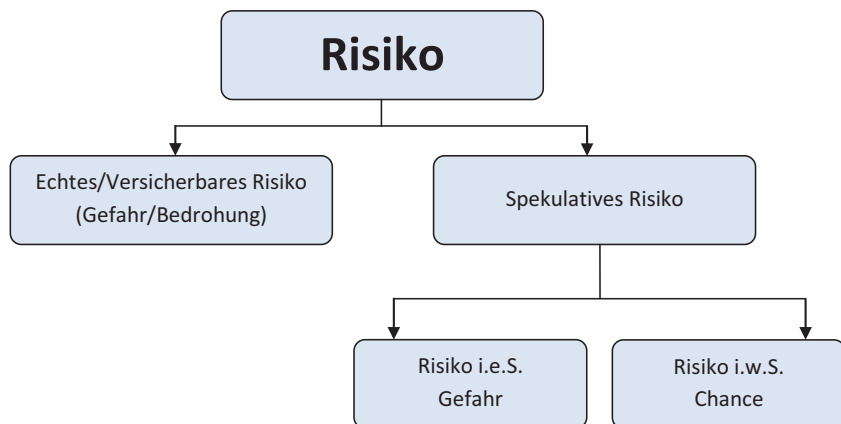 Risiko
Echtes/Versicherbares Risiko
(Gefahr/Bedrohung)
Spekulatives Risiko
Risiko i.e.S.
Gefahr
Risiko i.w.S.
Chance